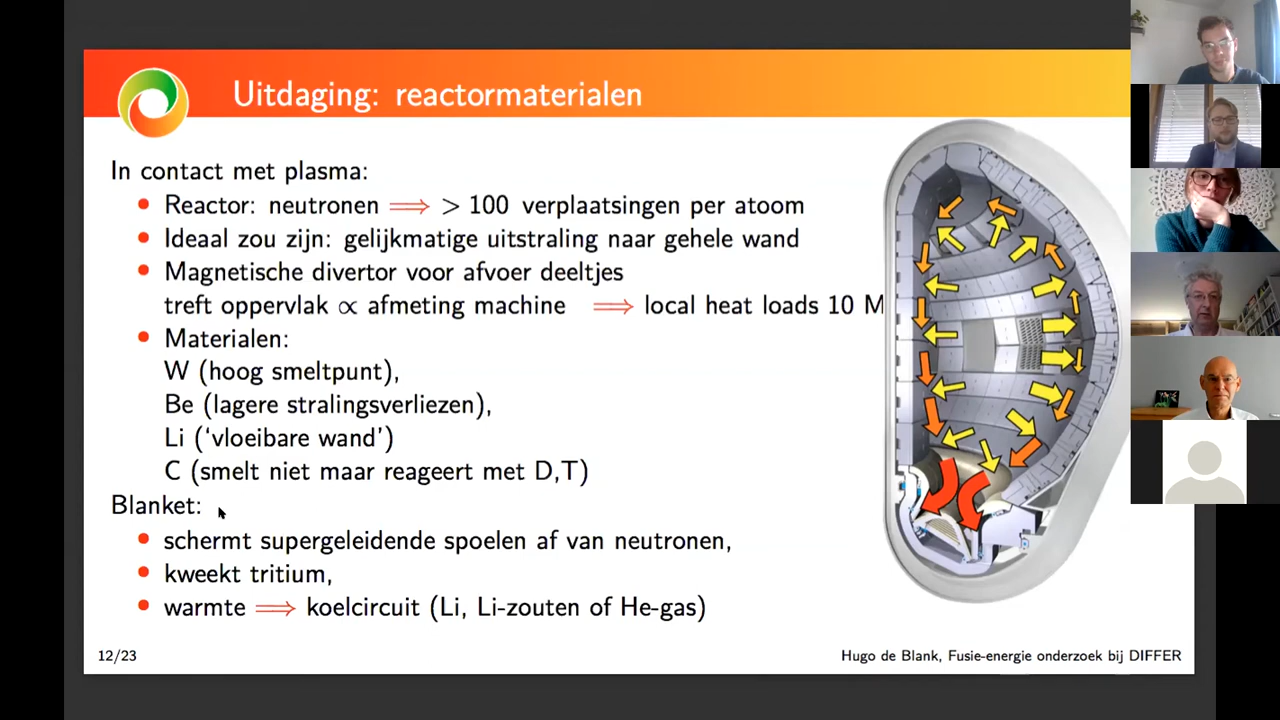 Uitdaging: reactormaterialen
In contact met plasma:
• Reactor: neutronen ⟹ > 100 verplaatsingen per atoom
• Ideaal zou zijn: gelijkmatige uitstraling naar gehele wand
• Magnetische divertor voor afvoer deeltjes
treft oppervlak ∝ afmeting machine ⟹ local heat loads 10 M
• Materialen:
W (hoog smeltpunt),
Be (lagere stralingsverliezen),
Li (‘vloeibare wand’)
C (smelt niet maar reageert met D,T)
Blanket:
• schermt supergeleidende spoelen af van neutronen,
• kweekt tritium,
• warmte ⟹ koelcircuit (Li, Li-zouten of He-gas)
12/23
Hugo de Blank, Fusie-energie onderzoek bij DIFFER